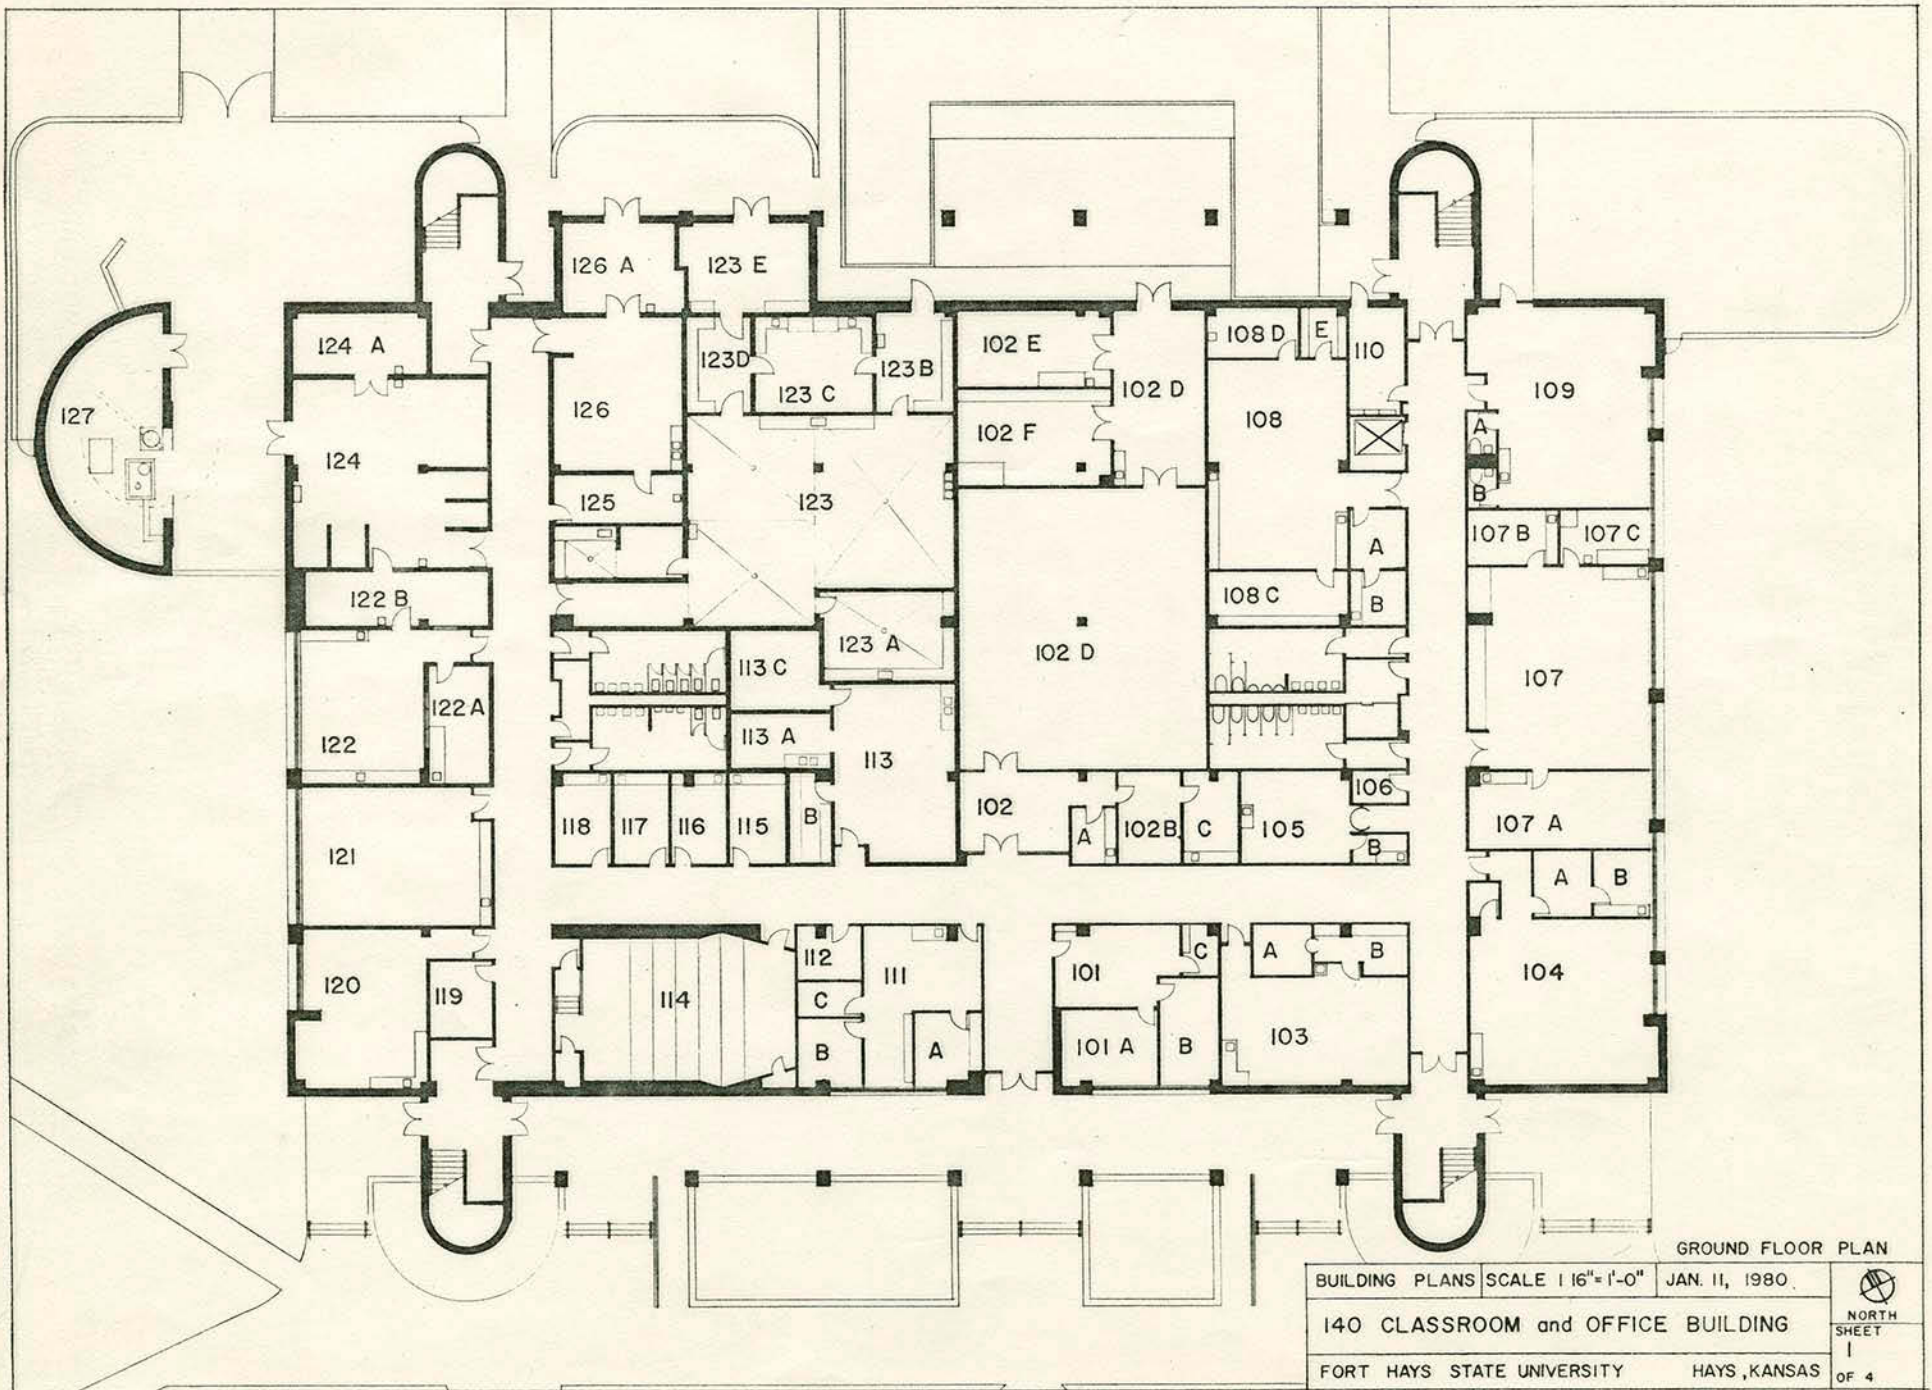 126 A
123 E
124 A
123D
123 C
123 B
102 E
102 D
108 D
E
110
109
127
126
102 F
108
A
124
125
123
B
107 B
107 C
A
122 B
108 C
B
123 A
102 D
113 C
107
122 A
122
113 A
113
118
117
116
115
B
102
A
102B
C
105
106
B
107 A
121
A
B
120
119
114
112
111
C
B
A
101
C
A
B
101 A
B
103
104
GROUND FLOOR PLAN
BUILDING PLANS SCALE 1 16"=1'-0" JAN. 11, 1980
140 CLASSROOM and OFFICE BUILDING
FORT HAYS STATE UNIVERSITY HAYS, KANSAS
NORTH
SHEET
1
OF 4